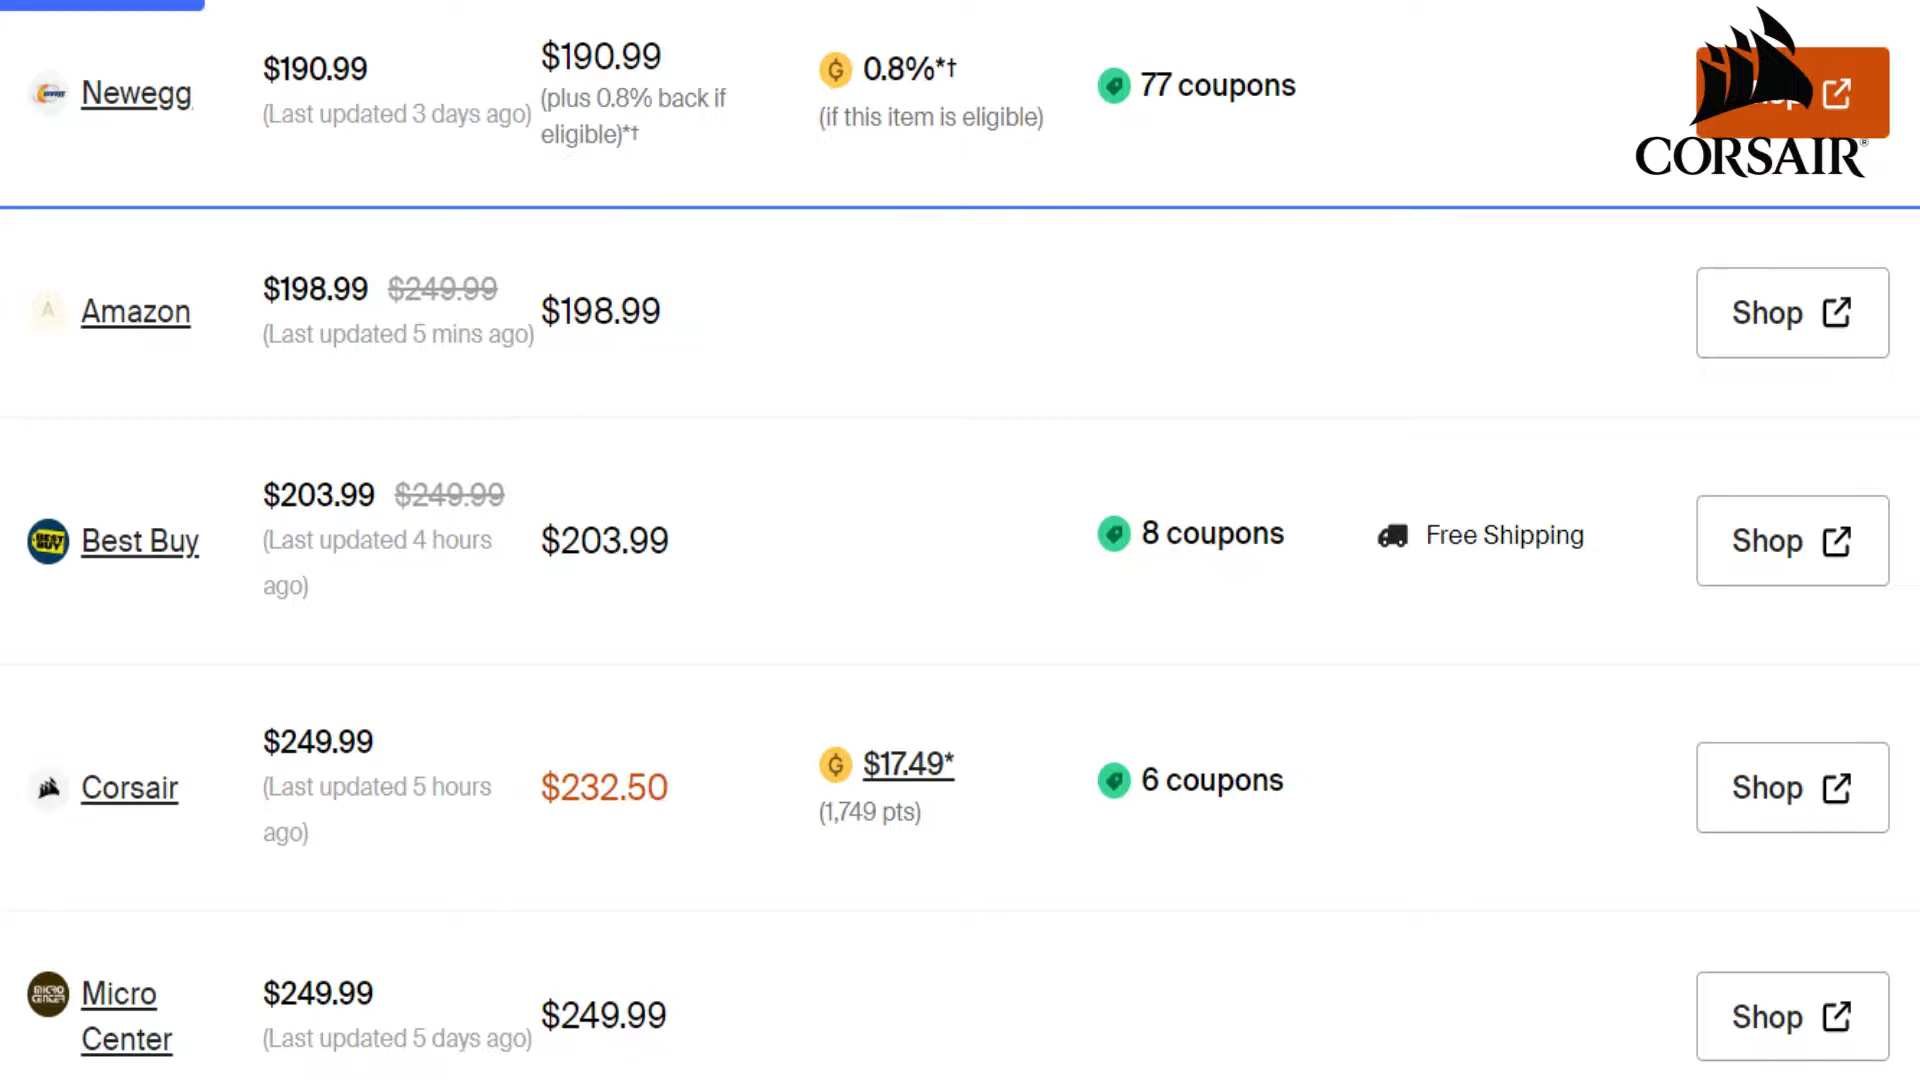 $190.99
$190.99
0.8%*†
77 coupons
Newegg
(Last updated 3 days ago)
(plus 0.8% back if
eligible)*†
(if this item is eligible)
CORSAIR®
$198.99 $249.99
Amazon
(Last updated 5 mins ago)
$198.99
Shop
$203.99 $249.99
Best Buy
(Last updated 4 hours
ago)
$203.99
8 coupons
Free Shipping
Shop
BEST
BUY
$249.99
Corsair
(Last updated 5 hours
ago)
$232.50
$17.49*
(1,749 pts)
6 coupons
Shop
MICRO
CENTER
Micro
Center
$249.99
(Last updated 5 days ago)
$249.99
Shop